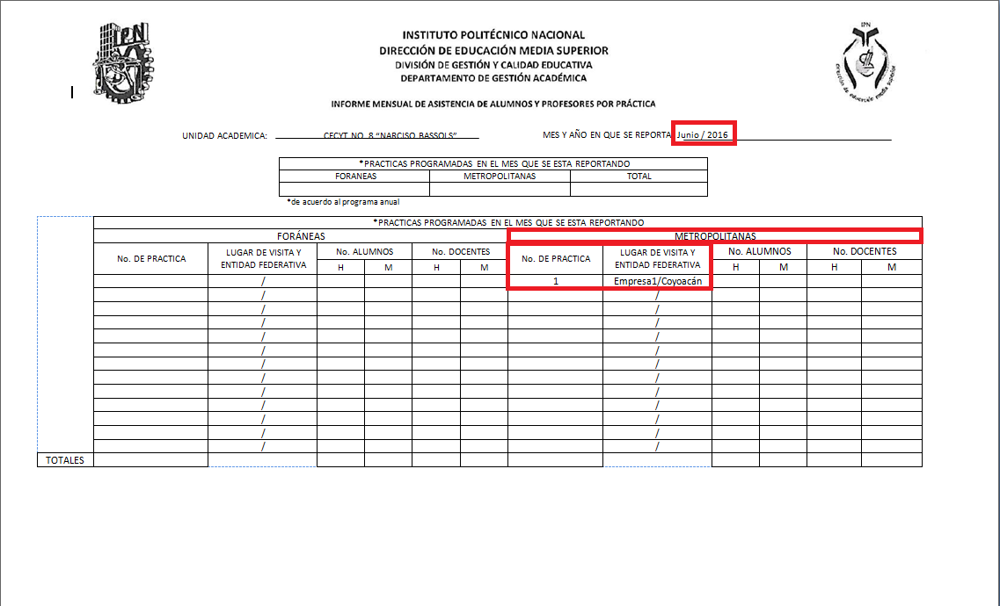 IPN
INSTITUTO POLITÉCNICO NACIONAL
DIRECCIÓN DE EDUCACIÓN MEDIA SUPERIOR
DIVISIÓN DE GESTIÓN Y CALIDAD EDUCATIVA
DEPARTAMENTO DE GESTIÓN ACADÉMICA
IPN
dirección de educación media superior
INFORME MENSUAL DE ASISTENCIA DE ALUMNOS Y PROFESORES POR PRÁCTICA
UNIDAD ACADEMICA: CECYT NO. 8 "NARCISO BASSOLS" MES Y AÑO EN QUE SE REPORTA: Junio / 2016
*PRACTICAS PROGRAMADAS EN EL MES QUE SE ESTA REPORTANDO
FORANEAS METROPOLITANAS TOTAL
*de acuerdo al programa anual
*PRACTICAS PROGRAMADAS EN EL MES QUE SE ESTA REPORTANDO
FORÁNEAS METROPOLITANAS
No. DE PRACTICA LUGAR DE VISITA Y ENTIDAD FEDERATIVA No. ALUMNOS No. DOCENTES No. DE PRACTICA LUGAR DE VISITA Y ENTIDAD FEDERATIVA No. ALUMNOS No. DOCENTES
H M H M H M H M
/ 1 Empresa1/Coyoacán
/ /
/ /
/ /
/ /
/ /
/ /
/ /
/ /
/ /
/ /
/ /
/ /
TOTALES